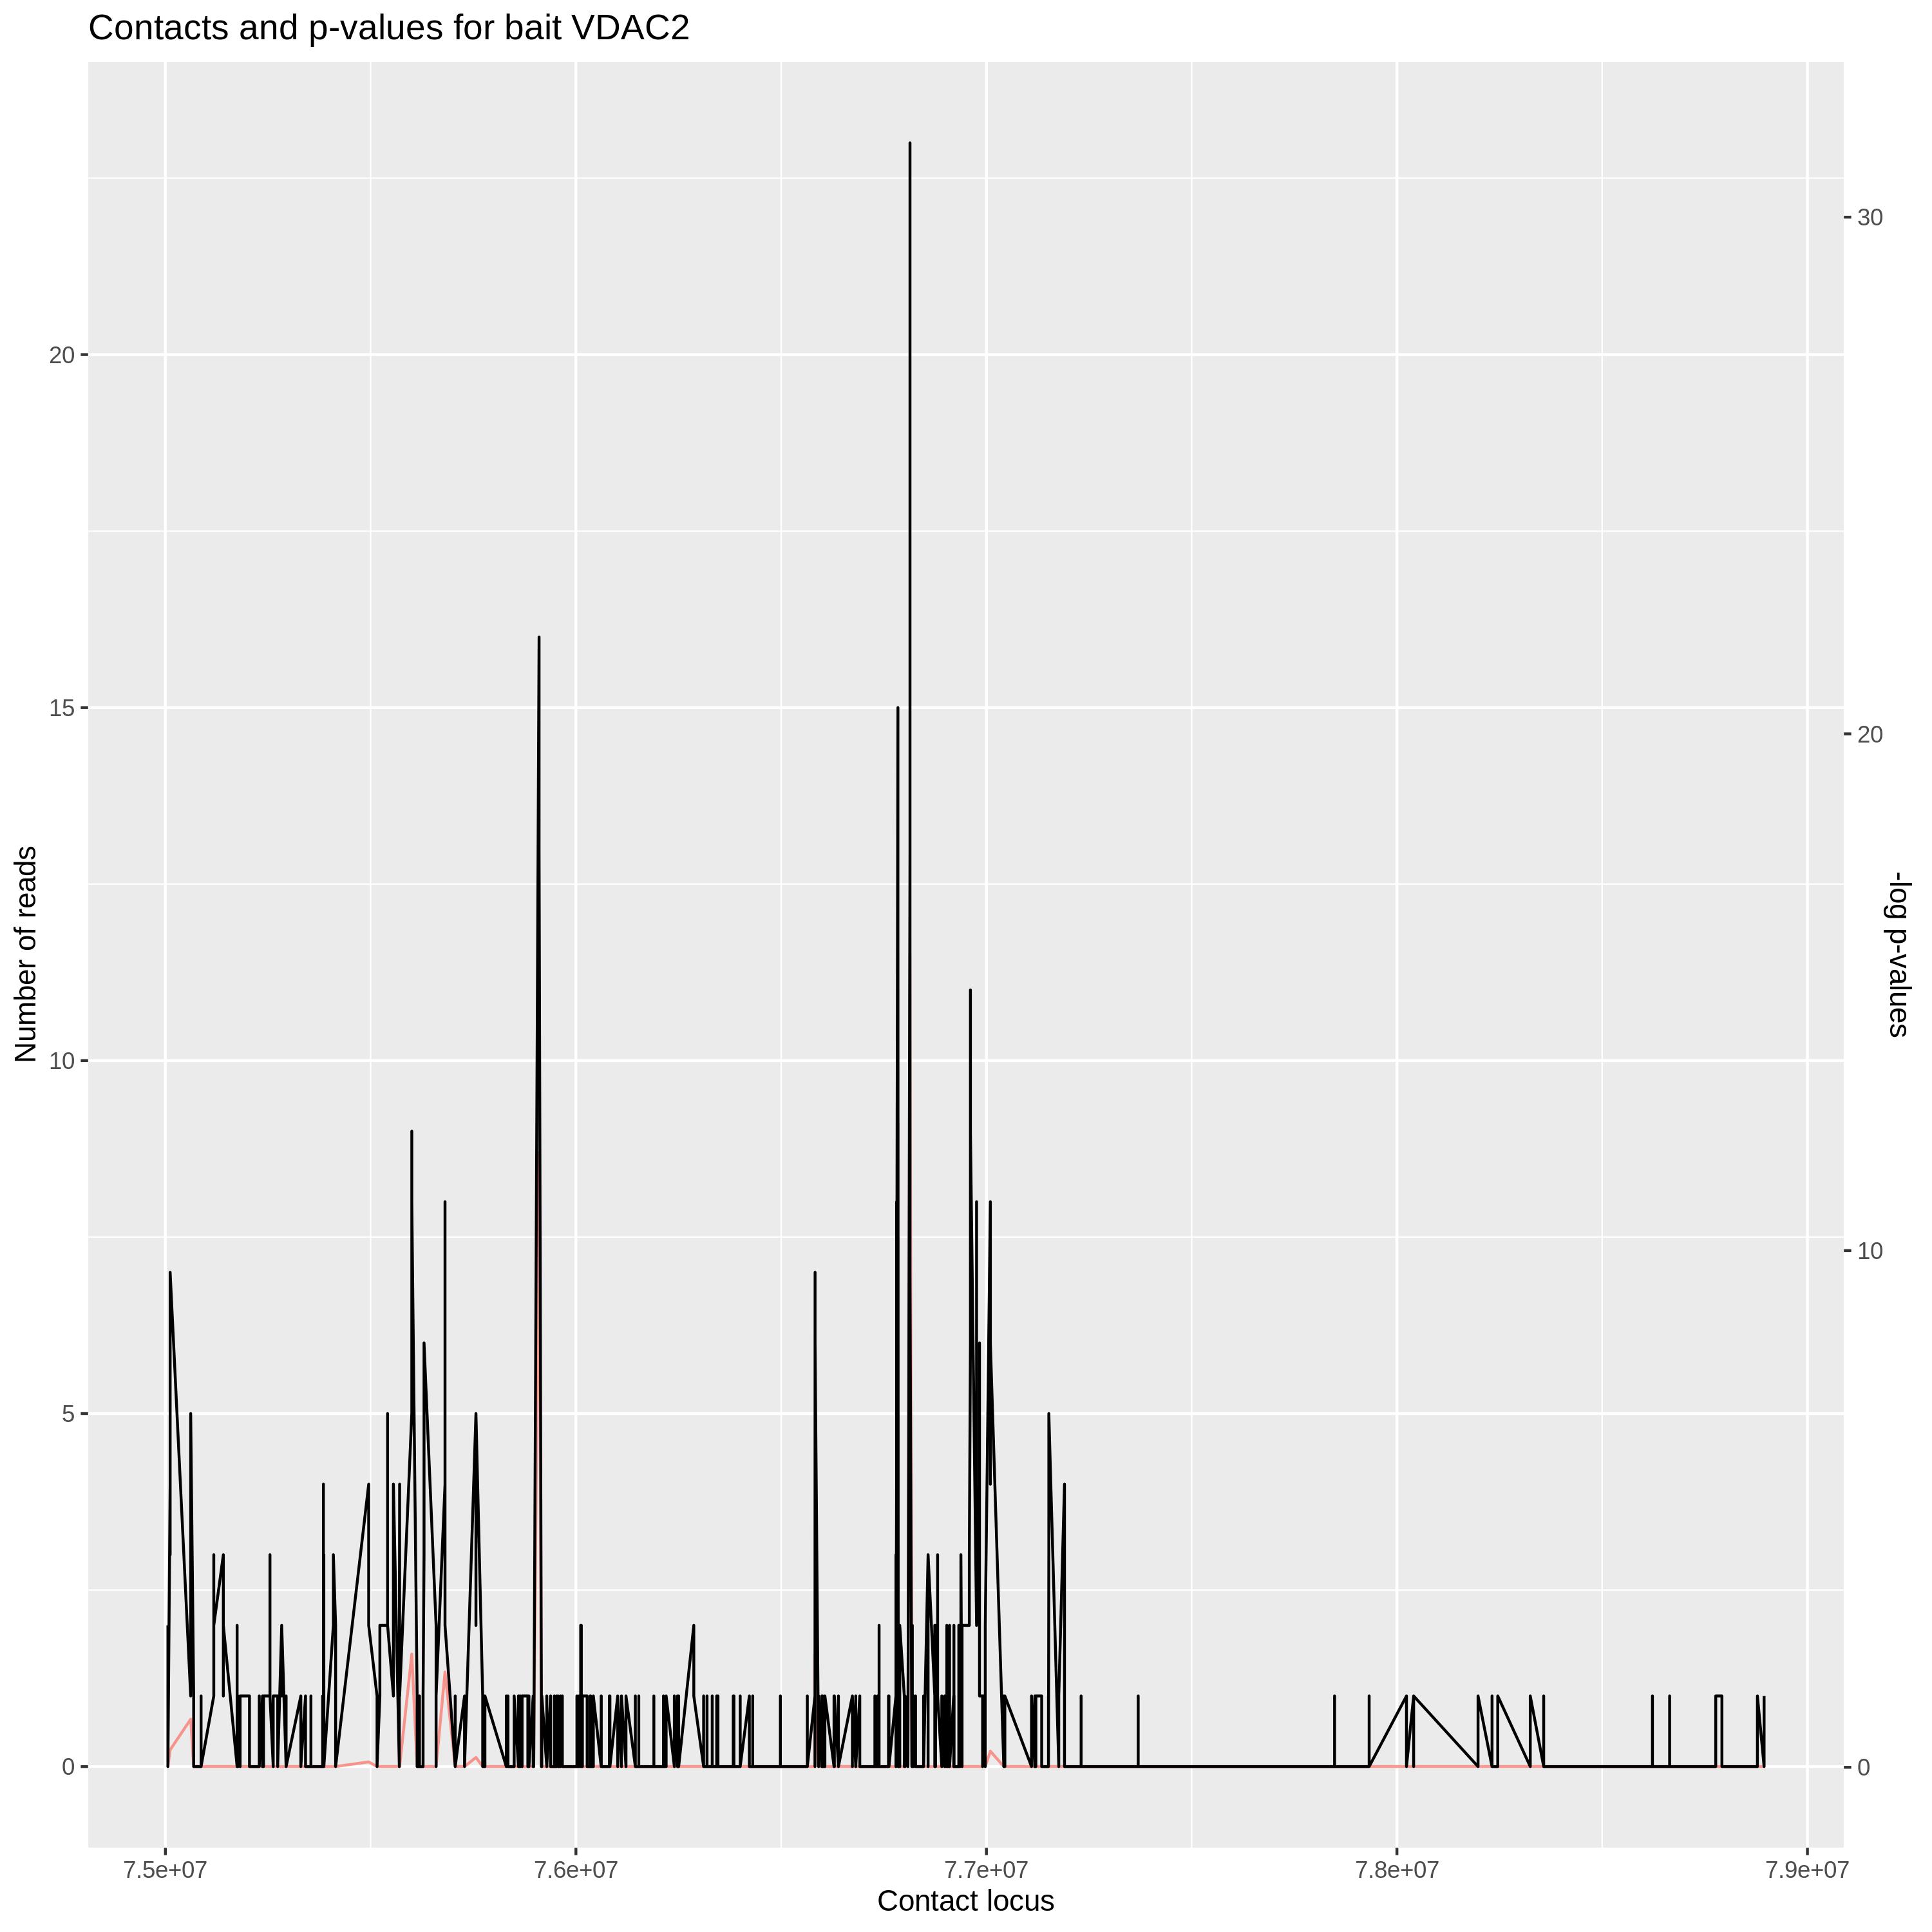 Contacts and p-values for bait VDAC2
Number of reads
20
15
10
5
0
30
20
10
0
-log p-values
7.5e+07 7.6e+07 7.7e+07 7.8e+07 7.9e+07
Contact locus